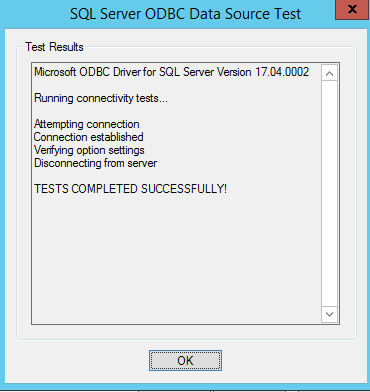 SQL Server ODBC Data Source Test
x
Test Results
Microsoft ODBC Driver for SQL Server Version 17.04.0002
Running connectivity tests...
Attempting connection
Connection established
Verifying option settings
Disconnecting from server
TESTS COMPLETED SUCCESSFULLY!
OK